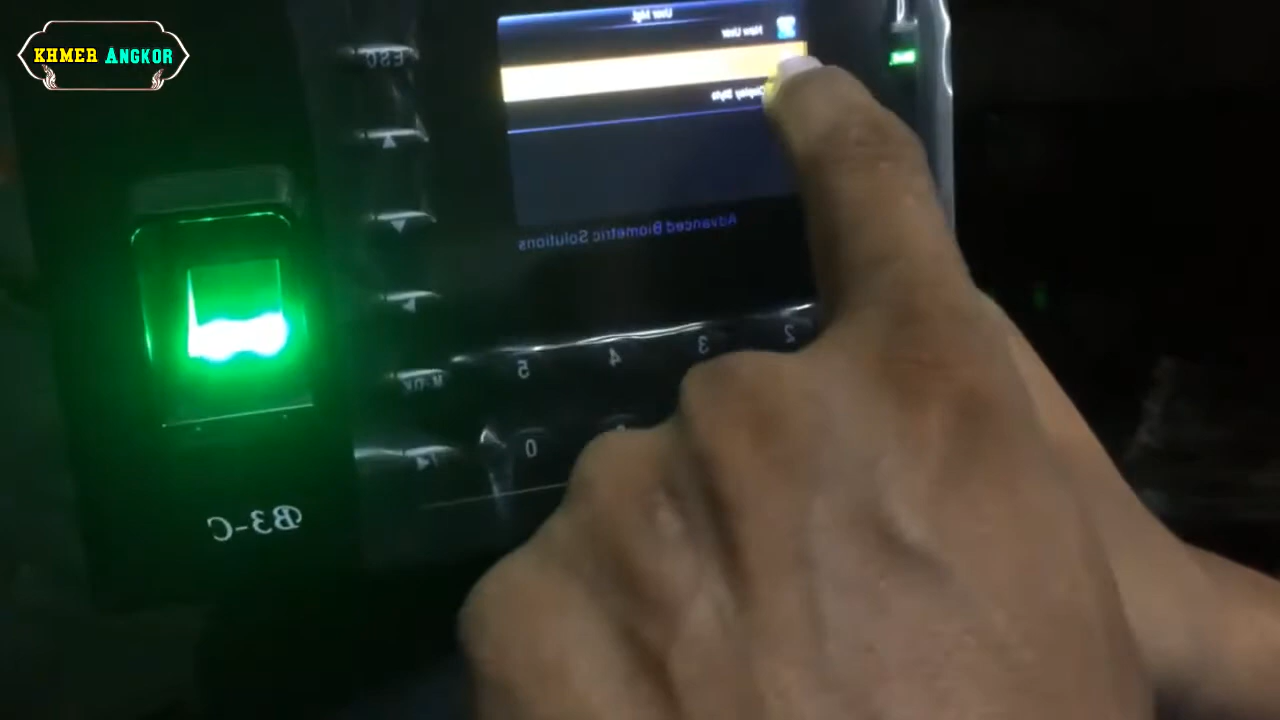 KHMER ANGKOR
User Mgt.
New User
Display Style
ESC
Advanced Biometric Solutions
2
3
4
5
M/OK
0
B3-C